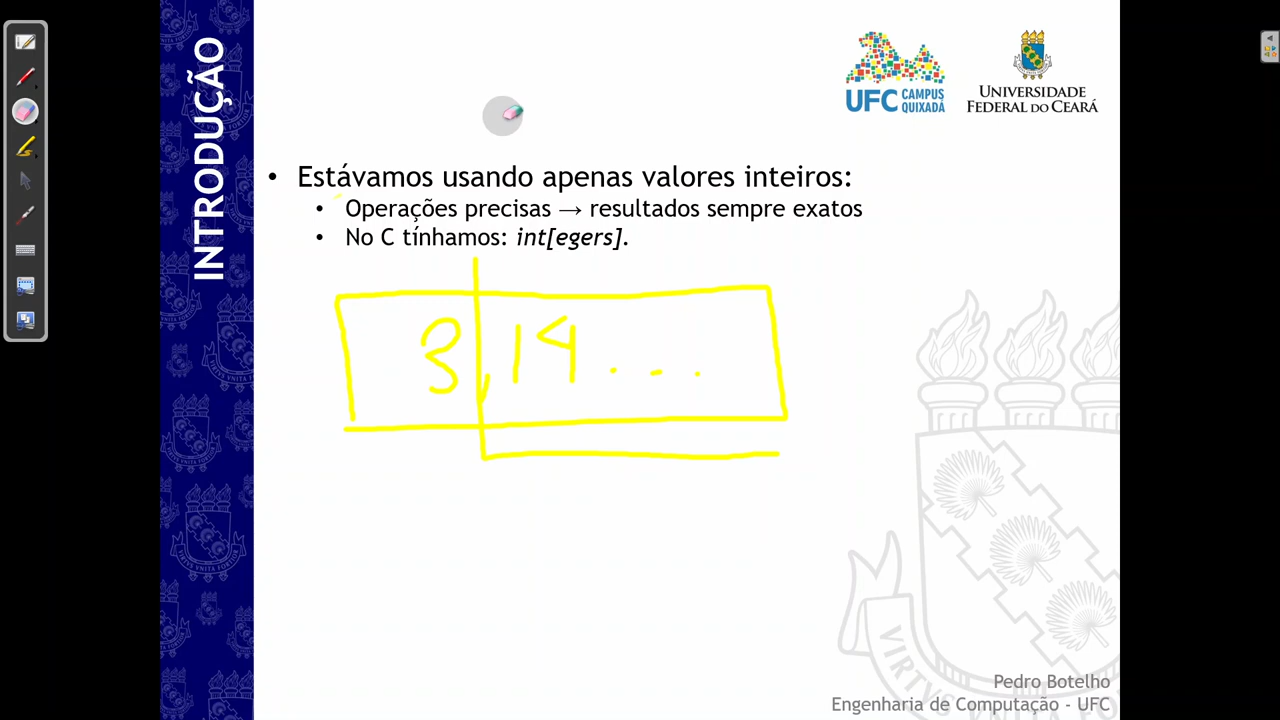 INTRODUÇÃO
UFC CAMPUS QUIXADÁ
UNIVERSIDADE
FEDERAL DO CEARÁ
• Estávamos usando apenas valores inteiros:
• Operações precisas → resultados sempre exatos
• No C tínhamos: int[egers].
3,14...
Pedro Botelho
Engenharia de Computação - UFC